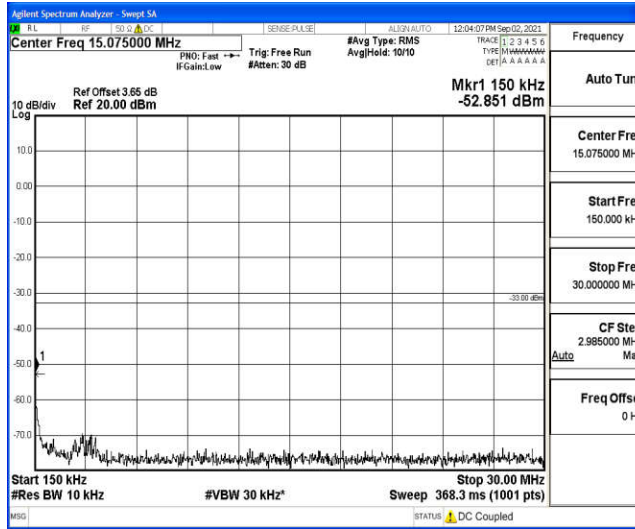 Agilent Spectrum Analyzer - Swept SA
RL RF 50 Ω DC SENSE:PULSE ALIGN AUTO 12:04:07 PM Sep 02, 2021
Center Freq 15.075000 MHz
PNO: Fast
IFGain:Low
Trig: Free Run
#Atten: 30 dB
#Avg Type: RMS
Avg|Hold: 10/10
TRACE 1 2 3 4 5 6
TYPE M
DET A A A A A A
Frequency
Auto Tun
Mkr1 150 kHz
-52.851 dBm
Ref Offset 3.65 dB
10 dB/div Ref 20.00 dBm
Log
10.0
0.00
-10.0
-20.0
-30.0
-33.00 dBm
-40.0
-50.0
-60.0
-70.0
1
Center Fre
15.075000 MH
Start Fre
150.000 kH
Stop Fre
30.000000 MH
CF Ste
2.985000 MH
Auto Ma
Freq Offse
0 H
Start 150 kHz Stop 30.00 MHz
#Res BW 10 kHz #VBW 30 kHz* Sweep 368.3 ms (1001 pts)
MSG STATUS DC Coupled